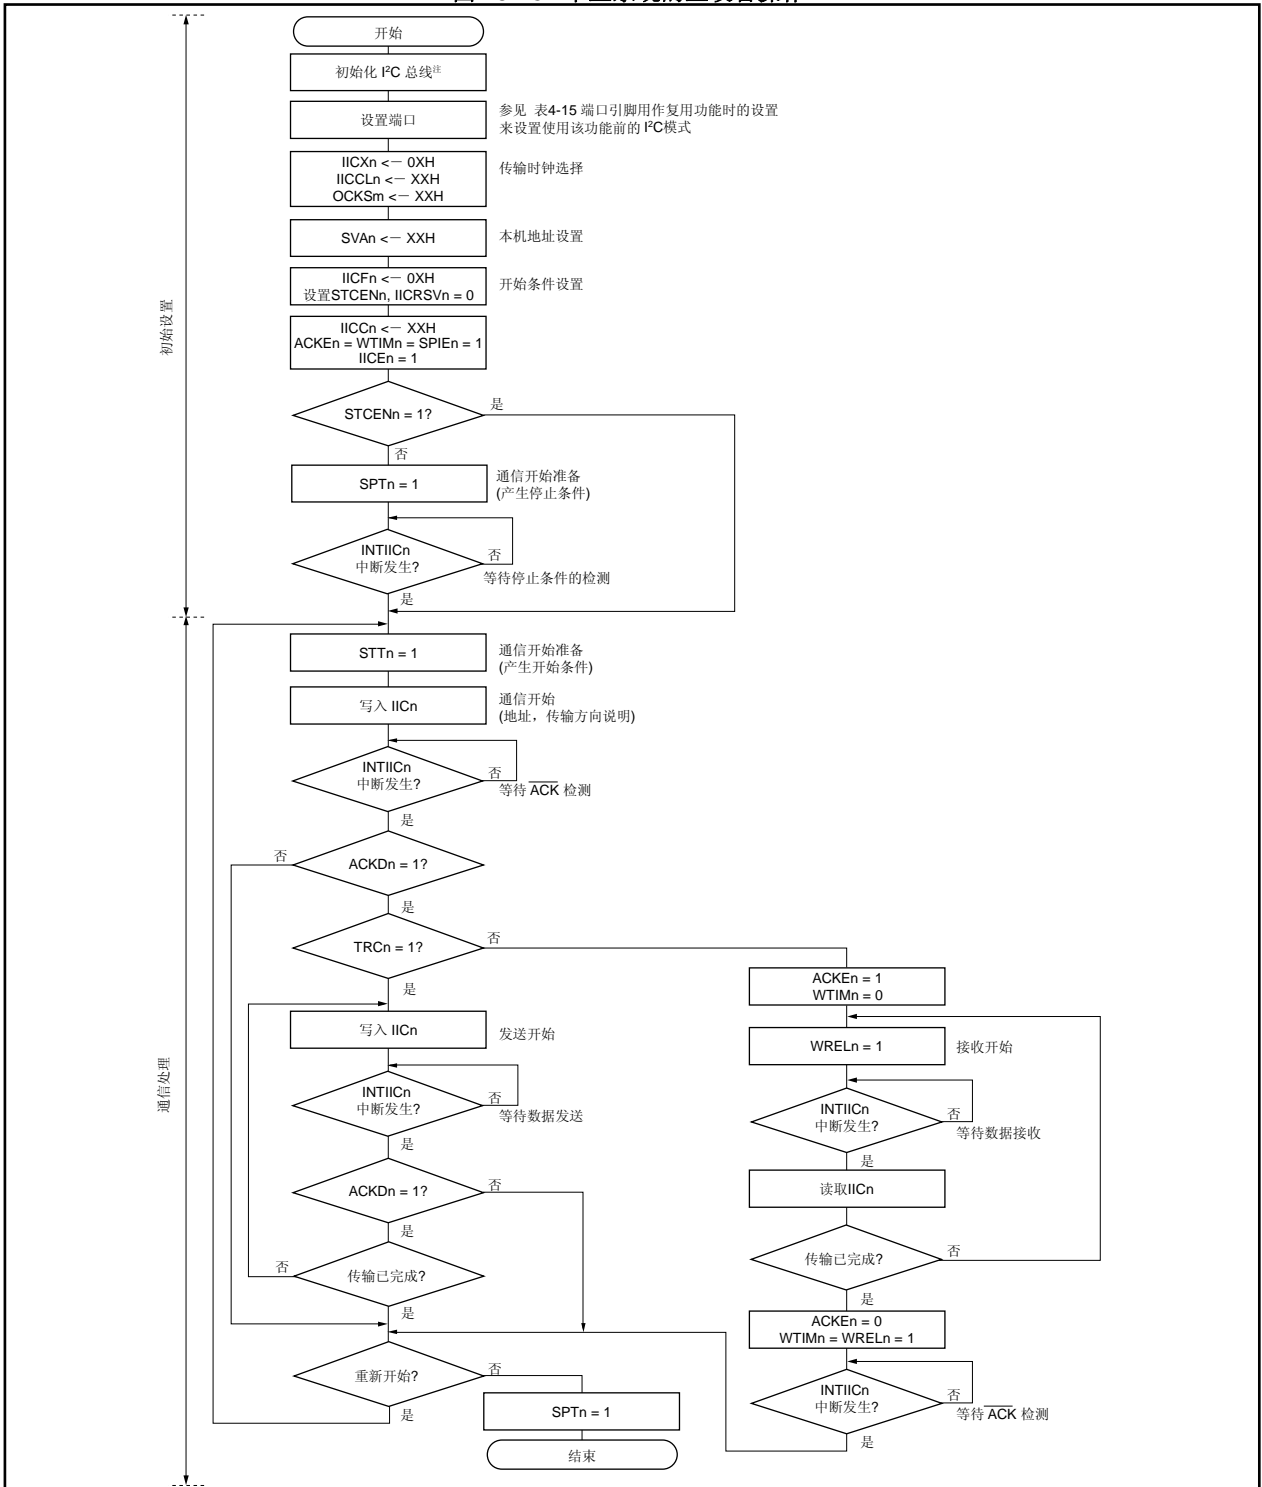 开始
初始化 I²C 总线注
设置端口
参见 表4-15 端口引脚用作复用功能时的设置
来设置使用该功能前的 I²C模式
IICXn <− 0XH
IICCLn <− XXH
OCKSm <− XXH
传输时钟选择
SVAn <− XXH
本机地址设置
IICFn <− 0XH
设置STCENn, IICRSVn = 0
开始条件设置
初始设置
IICCn <− XXH
ACKEn = WTIMn = SPIEn = 1
IICEn = 1
STCENn = 1?
是
否
SPTn = 1
通信开始准备
(产生停止条件)
INTIICn
中断发生?
否
等待停止条件的检测
是
STTn = 1
通信开始准备
(产生开始条件)
写入 IICn
通信开始
(地址，传输方向说明)
INTIICn
中断发生?
否
等待 ACK 检测
是
ACKDn = 1?
否
是
TRCn = 1?
否
是
ACKEn = 1
WTIMn = 0
写入 IICn
发送开始
WRELn = 1
接收开始
通信处理
INTIICn
中断发生?
否
等待数据发送
是
INTIICn
中断发生?
否
等待数据接收
是
ACKDn = 1?
否
是
读取IICn
传输已完成?
否
是
传输已完成?
否
是
ACKEn = 0
WTIMn = WRELn = 1
重新开始?
否
是
INTIICn
中断发生?
否
等待 ACK 检测
是
SPTn = 1
结束